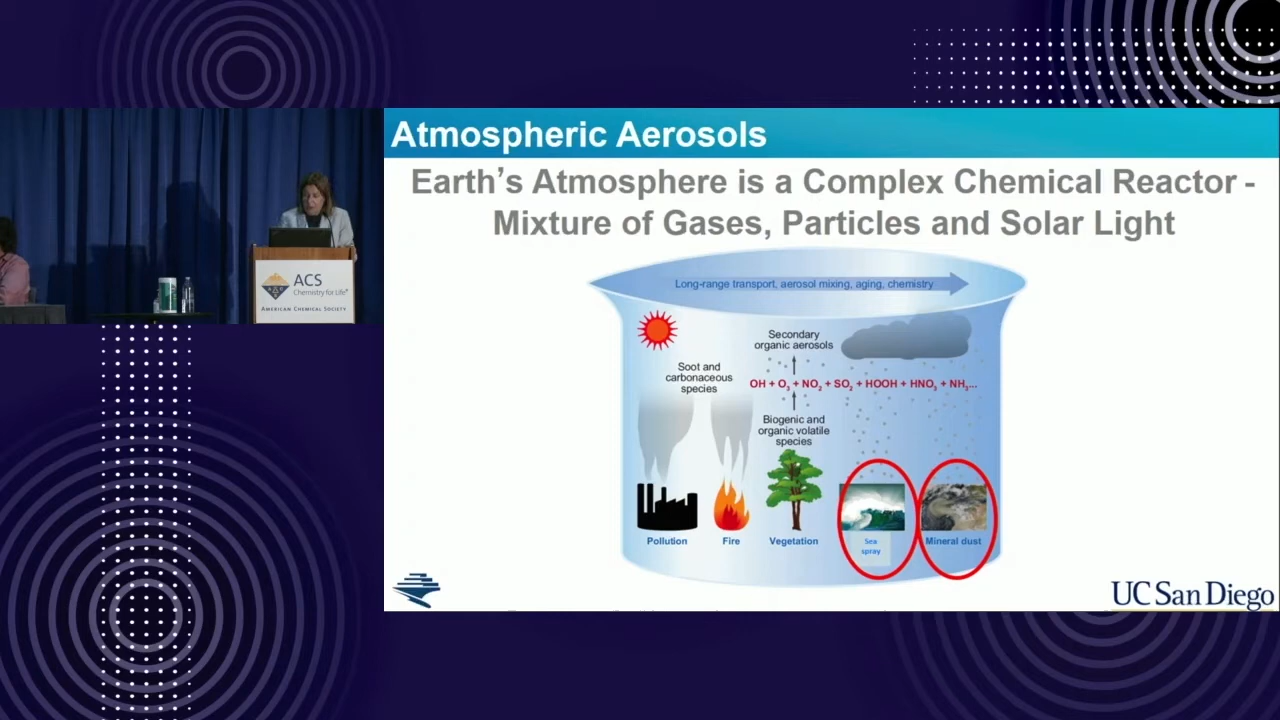 Atmospheric Aerosols
Earth’s Atmosphere is a Complex Chemical Reactor -
Mixture of Gases, Particles and Solar Light
Long-range transport, aerosol mixing, aging, chemistry
Secondary
organic aerosols
Soot and
carbonaceous
species
OH + O3 + NO2 + SO2 + HOOH + HNO3 + NH3...
Biogenic and
organic volatile
species
Pollution
Fire
Vegetation
Sea
spray
Mineral dust
UC San Diego
ACS
Chemistry for Life®
AMERICAN CHEMICAL SOCIETY